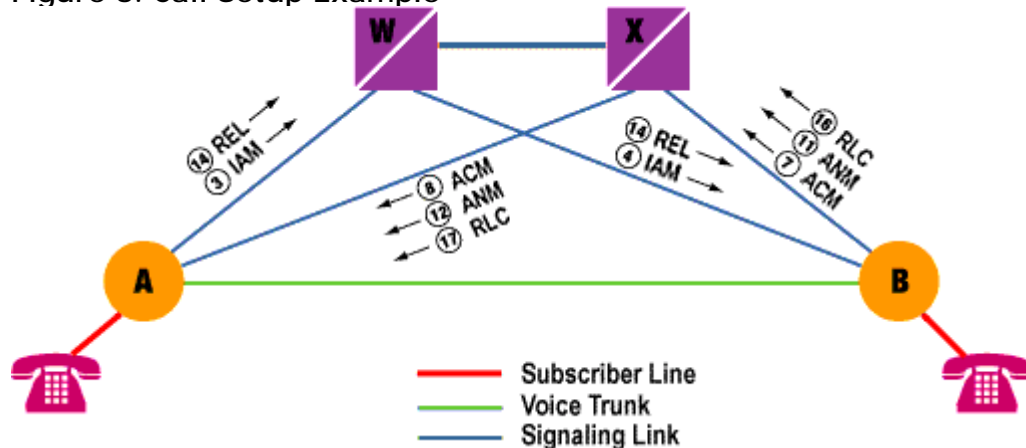 Figure 8. Call Setup Example
W
X
14 REL
3 IAM
8 ACM
12 ANM
17 RLC
14 REL
4 IAM
16 RLC
11 ANM
7 ACM
A
B
Subscriber Line
Voice Trunk
Signaling Link